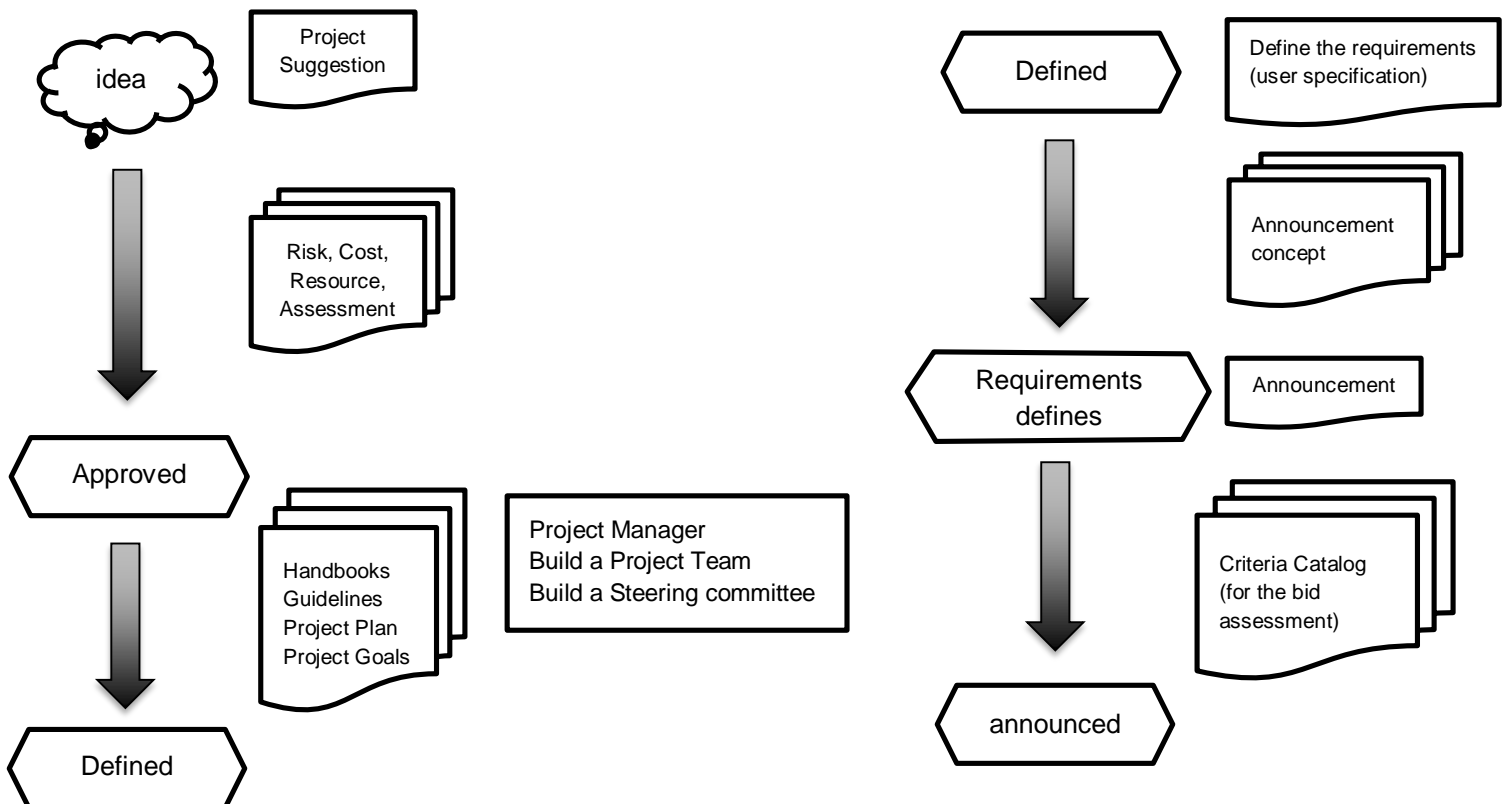 idea
Project
Suggestion
Risk, Cost,
Resource,
Assessment
Approved
Handbooks
Guidelines
Project Plan
Project Goals
Project Manager
Build a Project Team
Build a Steering committee
Defined
Defined
Define the requirements
(user specification)
Announcement
concept
Requirements
defines
Announcement
Criteria Catalog
(for the bid
assessment)
announced